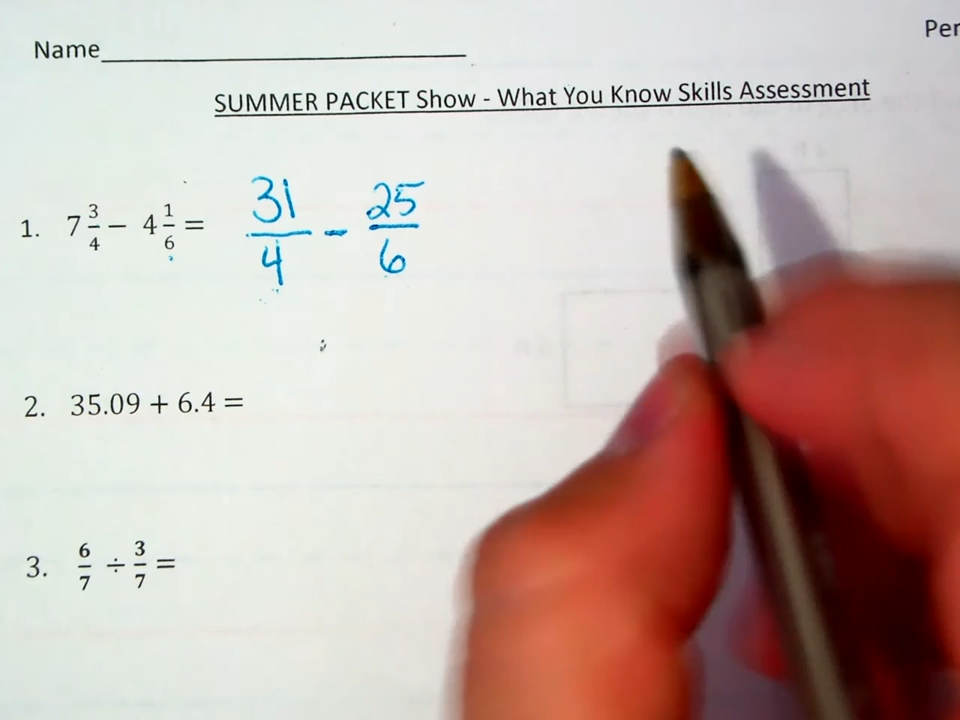 Name
Per
SUMMER PACKET Show - What You Know Skills Assessment
1. 7 3/4 − 4 1/6 = 31/4 - 25/6
2. 35.09 + 6.4 =
3. 6/7 ÷ 3/7 =